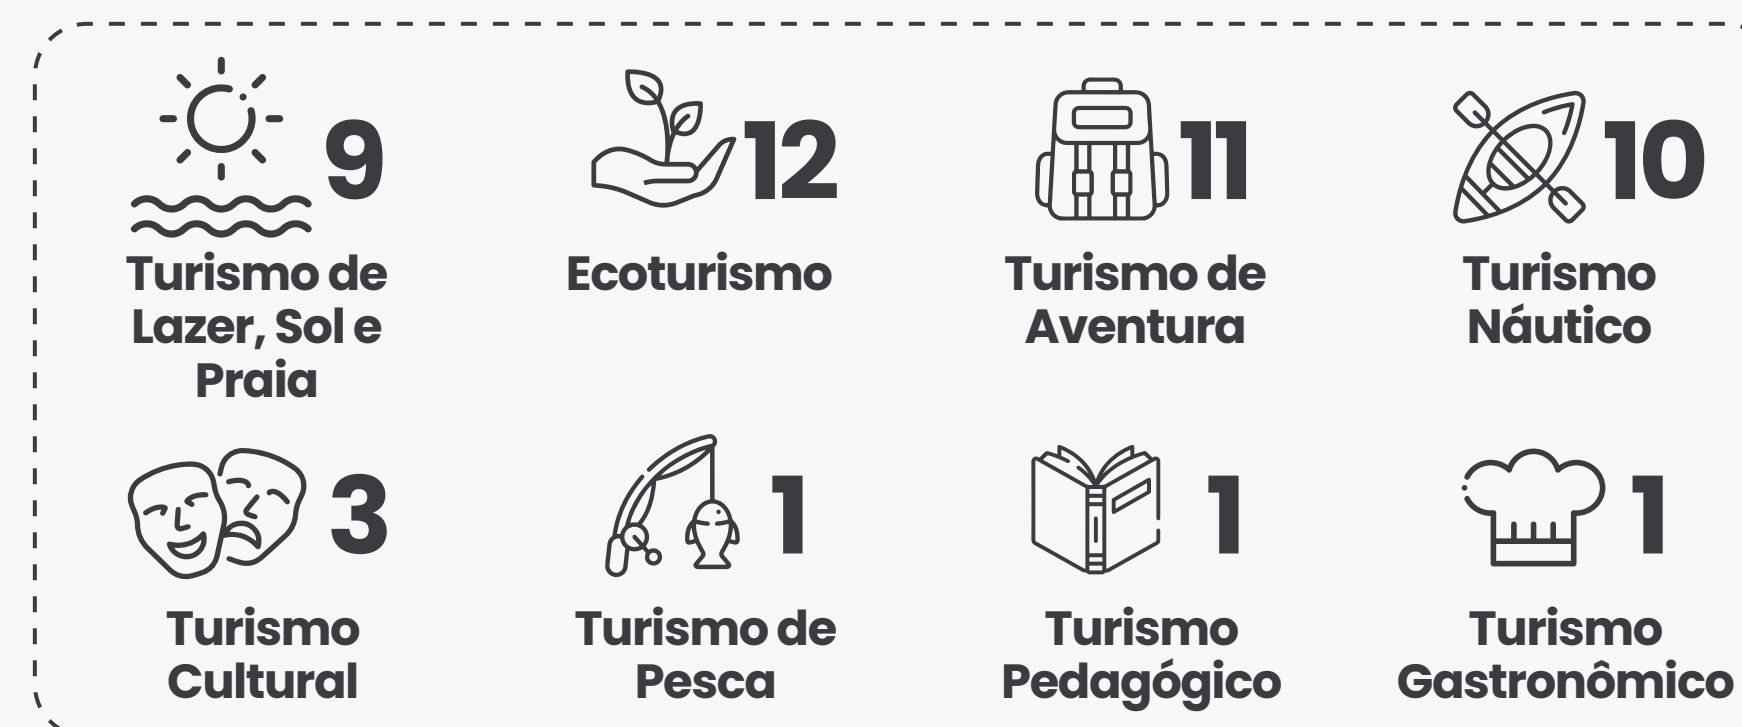 9
Turismo de
Lazer, Sol e
Praia
12
Ecoturismo
11
Turismo de
Aventura
10
Turismo
Náutico
3
Turismo
Cultural
1
Turismo de
Pesca
1
Turismo
Pedagógico
1
Turismo
Gastronômico